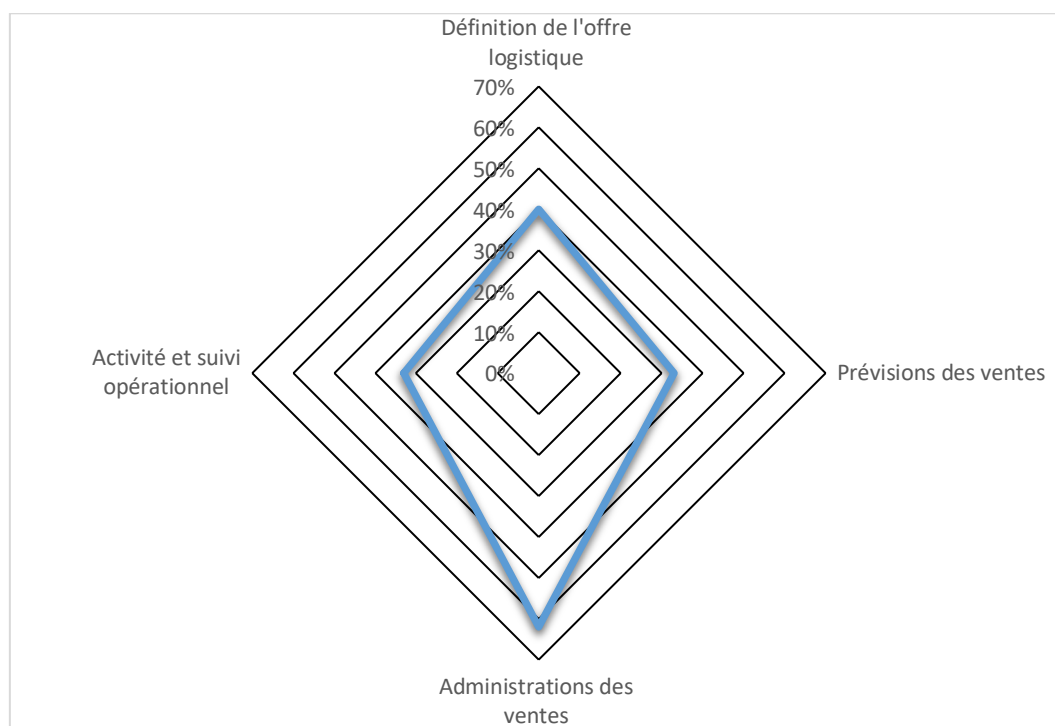 Définition de l'offre
logistique
70%
60%
50%
40%
30%
20%
10%
0%
Activité et suivi
opérationnel
Prévisions des ventes
Administrations des
ventes